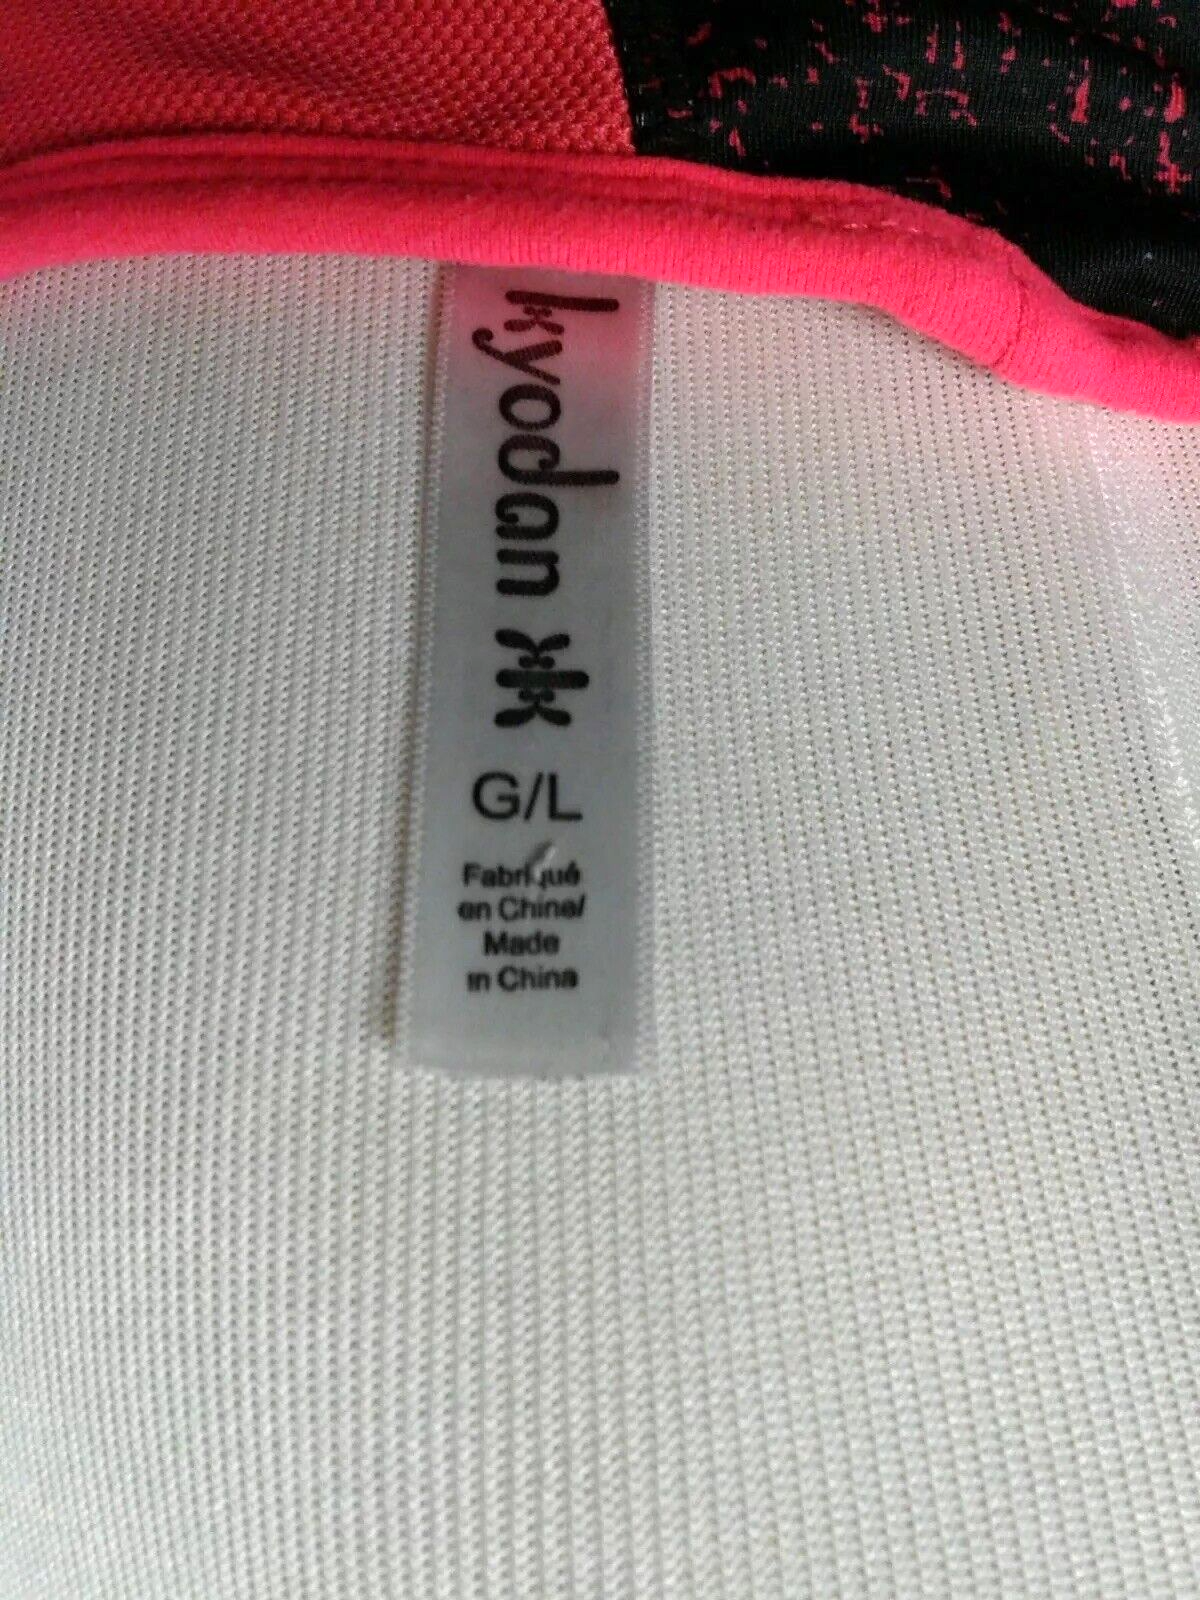 kyodan
G/L
Fabriqué
en Chine/
Made
in China